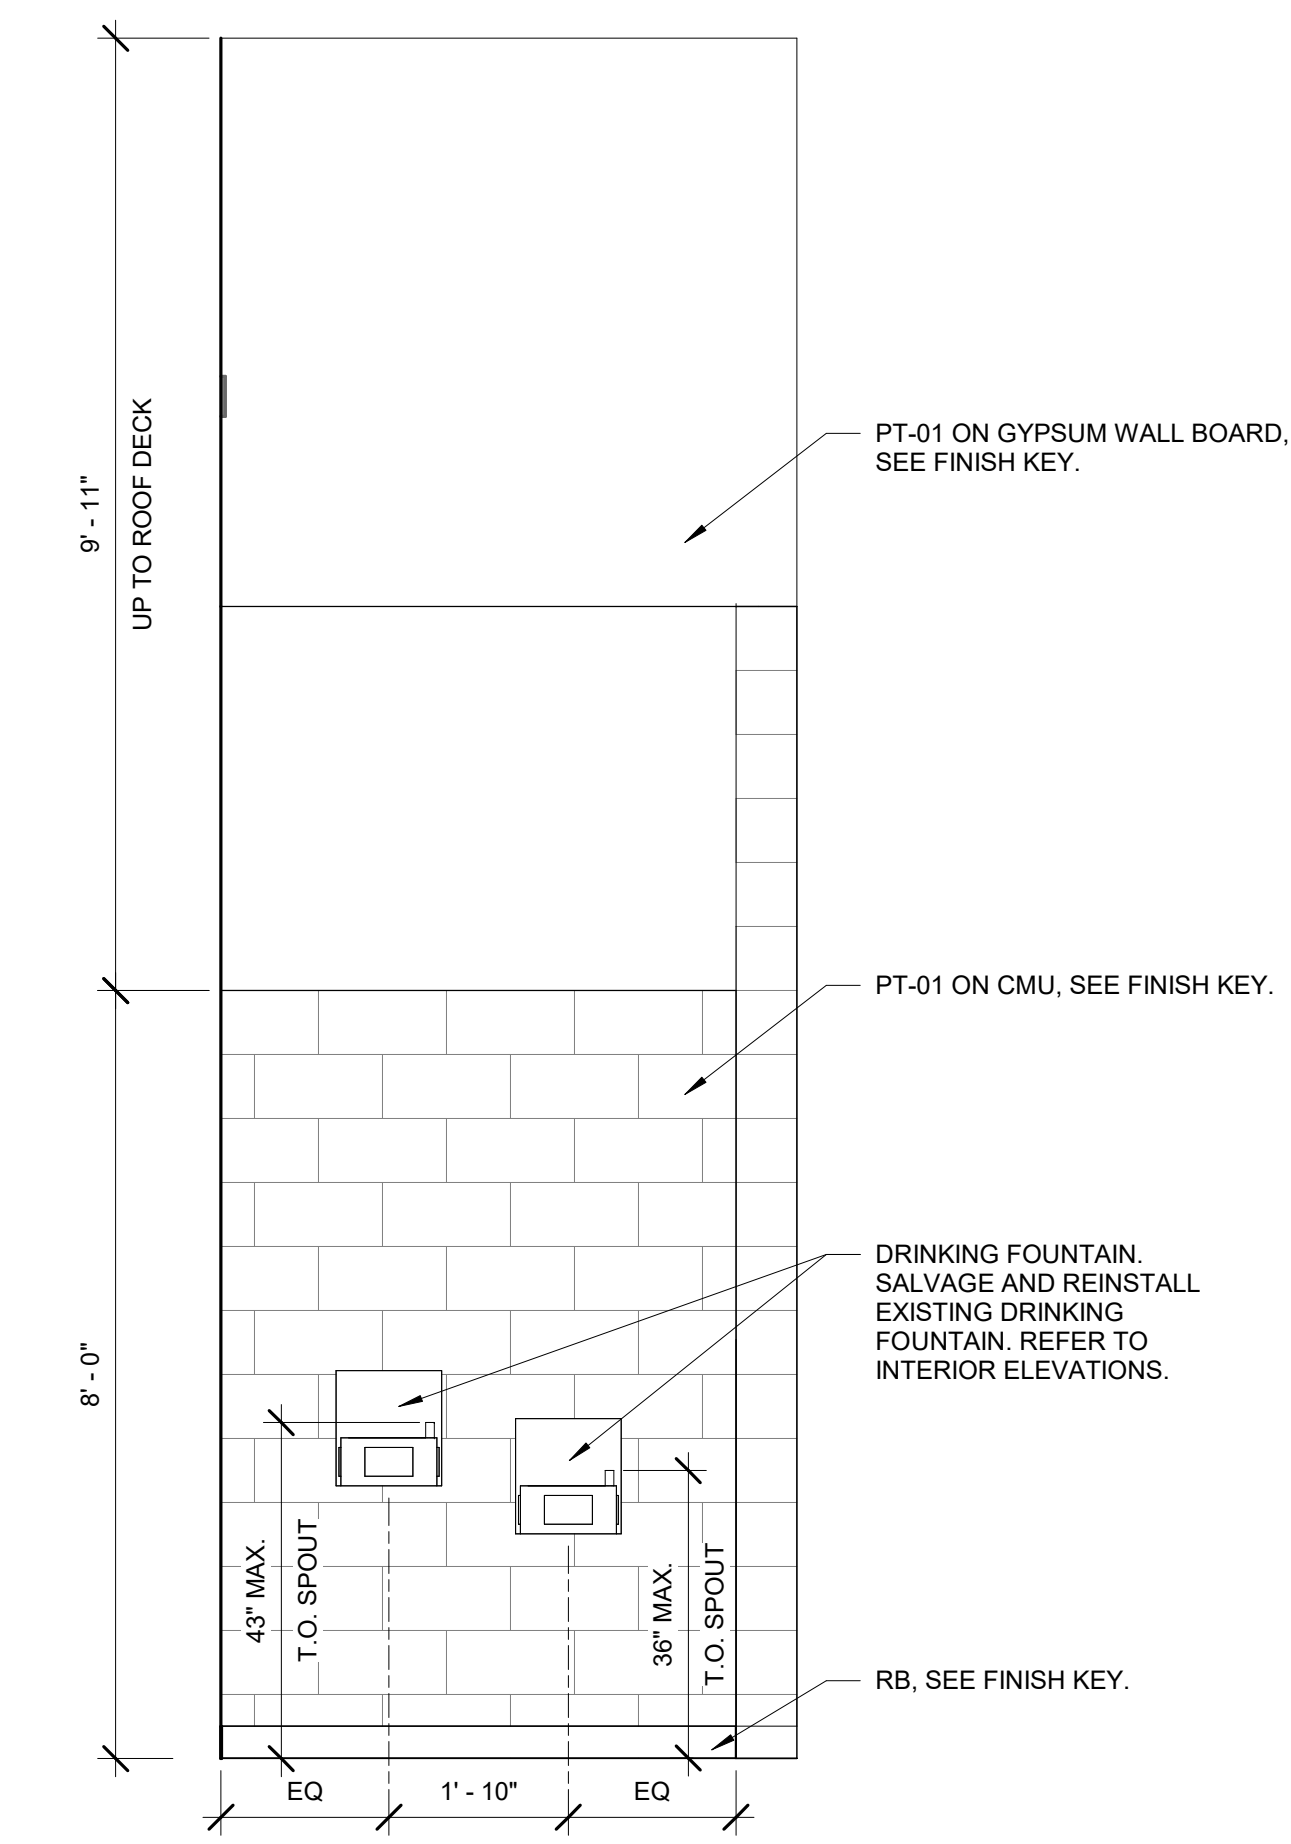 9' - 11"
UP TO ROOF DECK
PT-01 ON GYPSUM WALL BOARD,
SEE FINISH KEY.
PT-01 ON CMU, SEE FINISH KEY.
DRINKING FOUNTAIN.
SALVAGE AND REINSTALL
EXISTING DRINKING
FOUNTAIN. REFER TO
INTERIOR ELEVATIONS.
8' - 0"
43" MAX.
T.O. SPOUT
36" MAX.
T.O. SPOUT
RB, SEE FINISH KEY.
EQ
1' - 10"
EQ